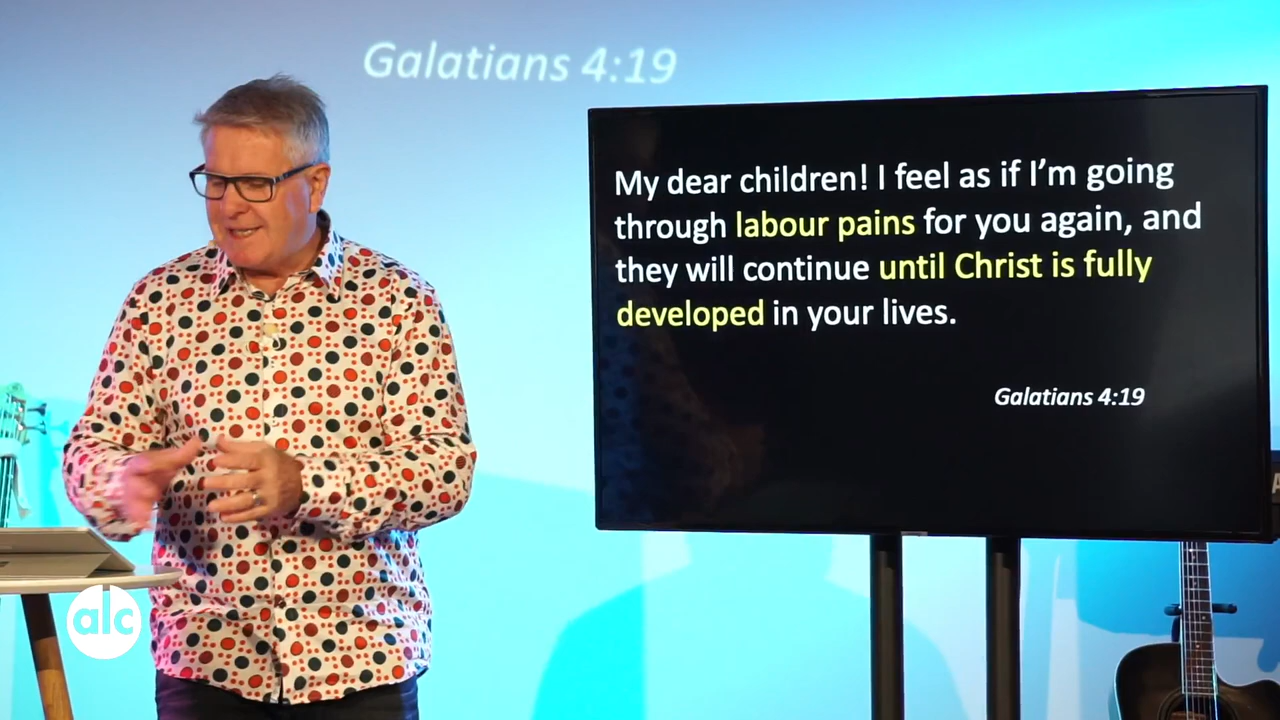 Galatians 4:19
My dear children! I feel as if I'm going
through labour pains for you again, and
they will continue until Christ is fully
developed in your lives.
Galatians 4:19
alc